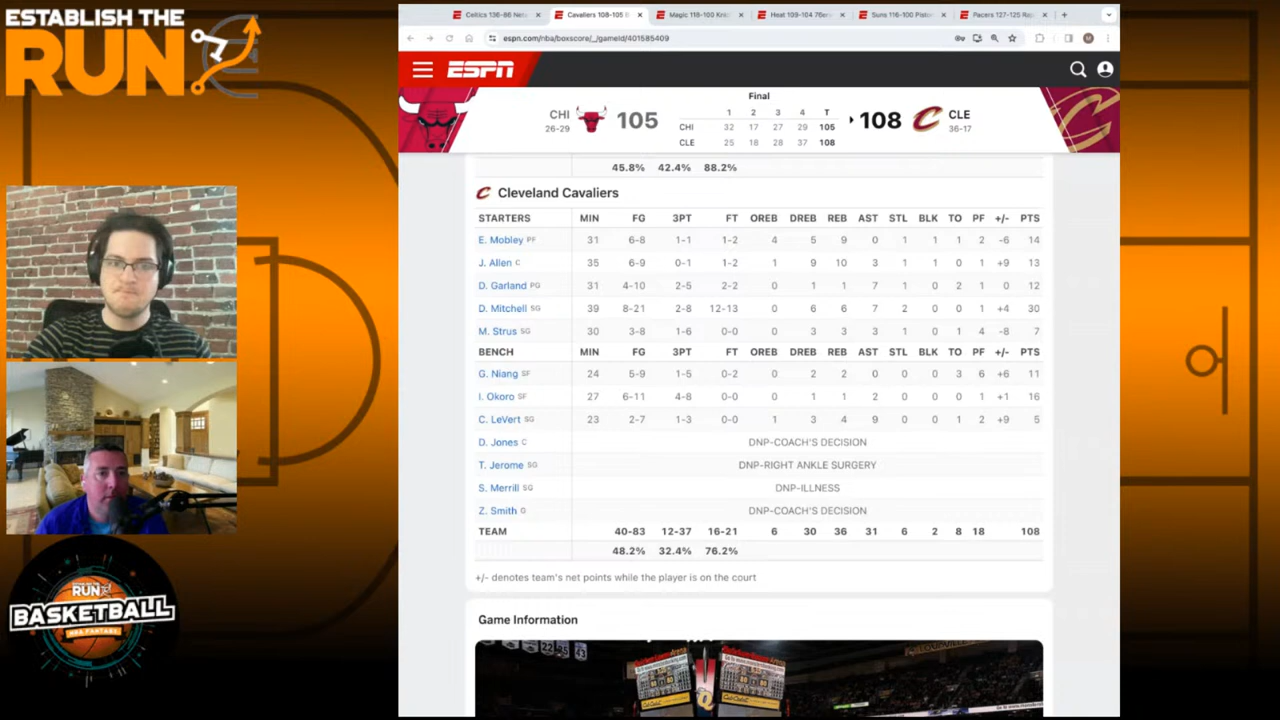 ESTABLISH THE
RUN
Celtics 136-86 Nets
Cavaliers 108-105 B
Magic 118-100 Knic
Heat 109-104 76ers
Suns 116-100 Piston
Pacers 127-125 Rap
espn.com/nba/boxscore/_/gameId/401585409
ESPN
Final
CHI 105 1 2 3 4 T 108 CLE
26-29 CHI 32 17 27 29 105 36-17
CLE 25 18 28 37 108
45.8% 42.4% 88.2%
Cleveland Cavaliers
STARTERS MIN FG 3PT FT OREB DREB REB AST STL BLK TO PF +/- PTS
E. Mobley PF 31 6-8 1-1 1-2 4 5 9 0 1 1 1 2 -6 14
J. Allen C 35 6-9 0-1 1-2 1 9 10 3 1 1 0 1 +9 13
D. Garland PG 31 4-10 2-5 2-2 0 1 1 7 1 0 2 1 0 12
D. Mitchell SG 39 8-21 2-8 12-13 0 6 6 7 2 0 0 1 +4 30
M. Strus SG 30 3-8 1-6 0-0 0 3 3 3 1 0 1 4 -8 7
BENCH MIN FG 3PT FT OREB DREB REB AST STL BLK TO PF +/- PTS
G. Niang SF 24 5-9 1-5 0-2 0 2 2 0 0 0 3 6 +6 11
I. Okoro SF 27 6-11 4-8 0-0 0 1 1 2 0 0 0 1 +1 16
C. LeVert SG 23 2-7 1-3 0-0 1 3 4 9 0 0 1 2 +9 5
D. Jones C DNP-COACH'S DECISION
T. Jerome SG DNP-RIGHT ANKLE SURGERY
S. Merrill SG DNP-ILLNESS
Z. Smith G DNP-COACH'S DECISION
TEAM 40-83 12-37 16-21 6 30 36 31 6 2 8 18 108
48.2% 32.4% 76.2%
+/- denotes team's net points while the player is on the court
Game Information
ESTABLISH THE
RUN
BASKETBALL
NBA FANTASY